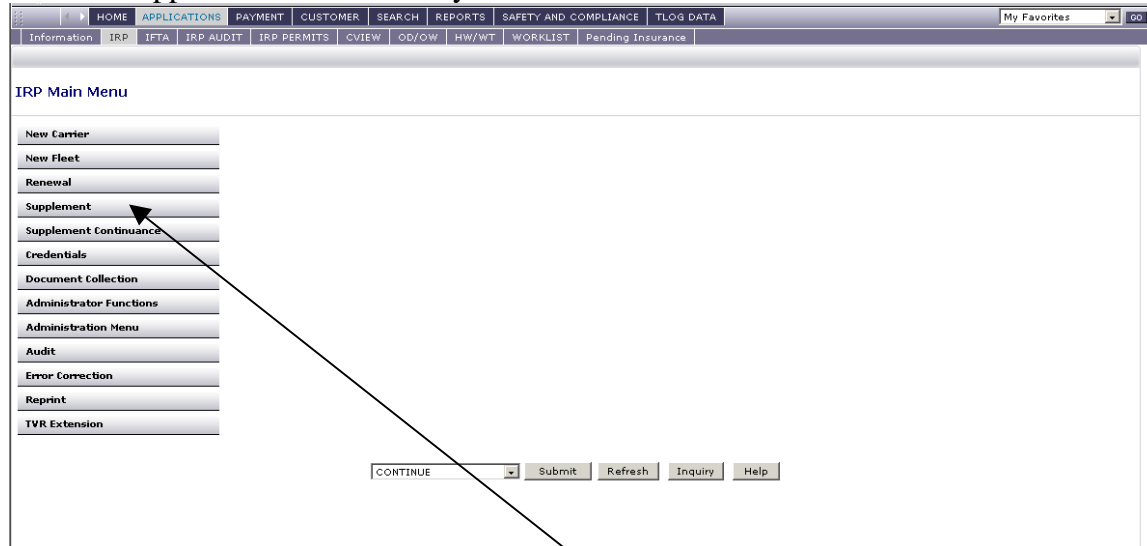 HOME APPLICATIONS PAYMENT CUSTOMER SEARCH REPORTS SAFETY AND COMPLIANCE TLOG DATA My Favorites GO
Information IRP IFTA IRP AUDIT IRP PERMITS CVIEW OD/OW HW/WT WORKLIST Pending Insurance
IRP Main Menu
New Carrier
New Fleet
Renewal
Supplement
Supplement Continuance
Credentials
Document Collection
Administrator Functions
Administration Menu
Audit
Error Correction
Reprint
TVR Extension
CONTINUE Submit Refresh Inquiry Help